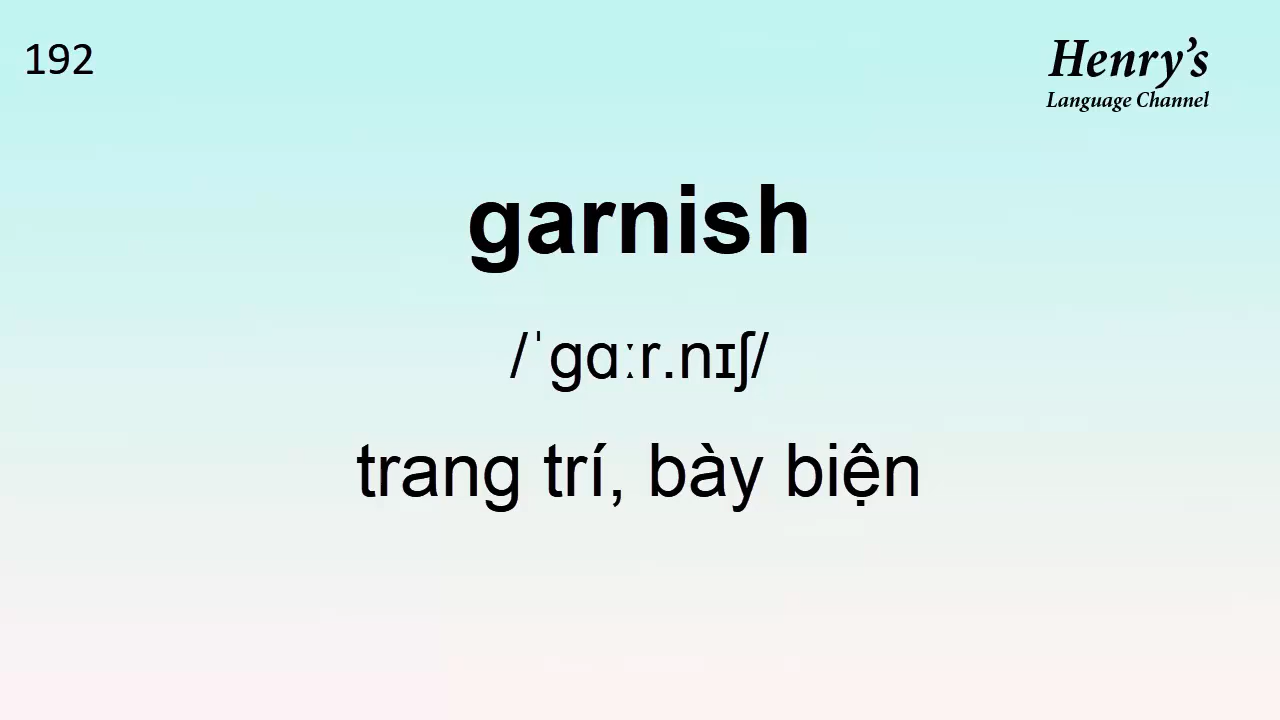 192
Henry’s
Language Channel
garnish
/ˈɡɑːr.nɪʃ/
trang trí, bày biện